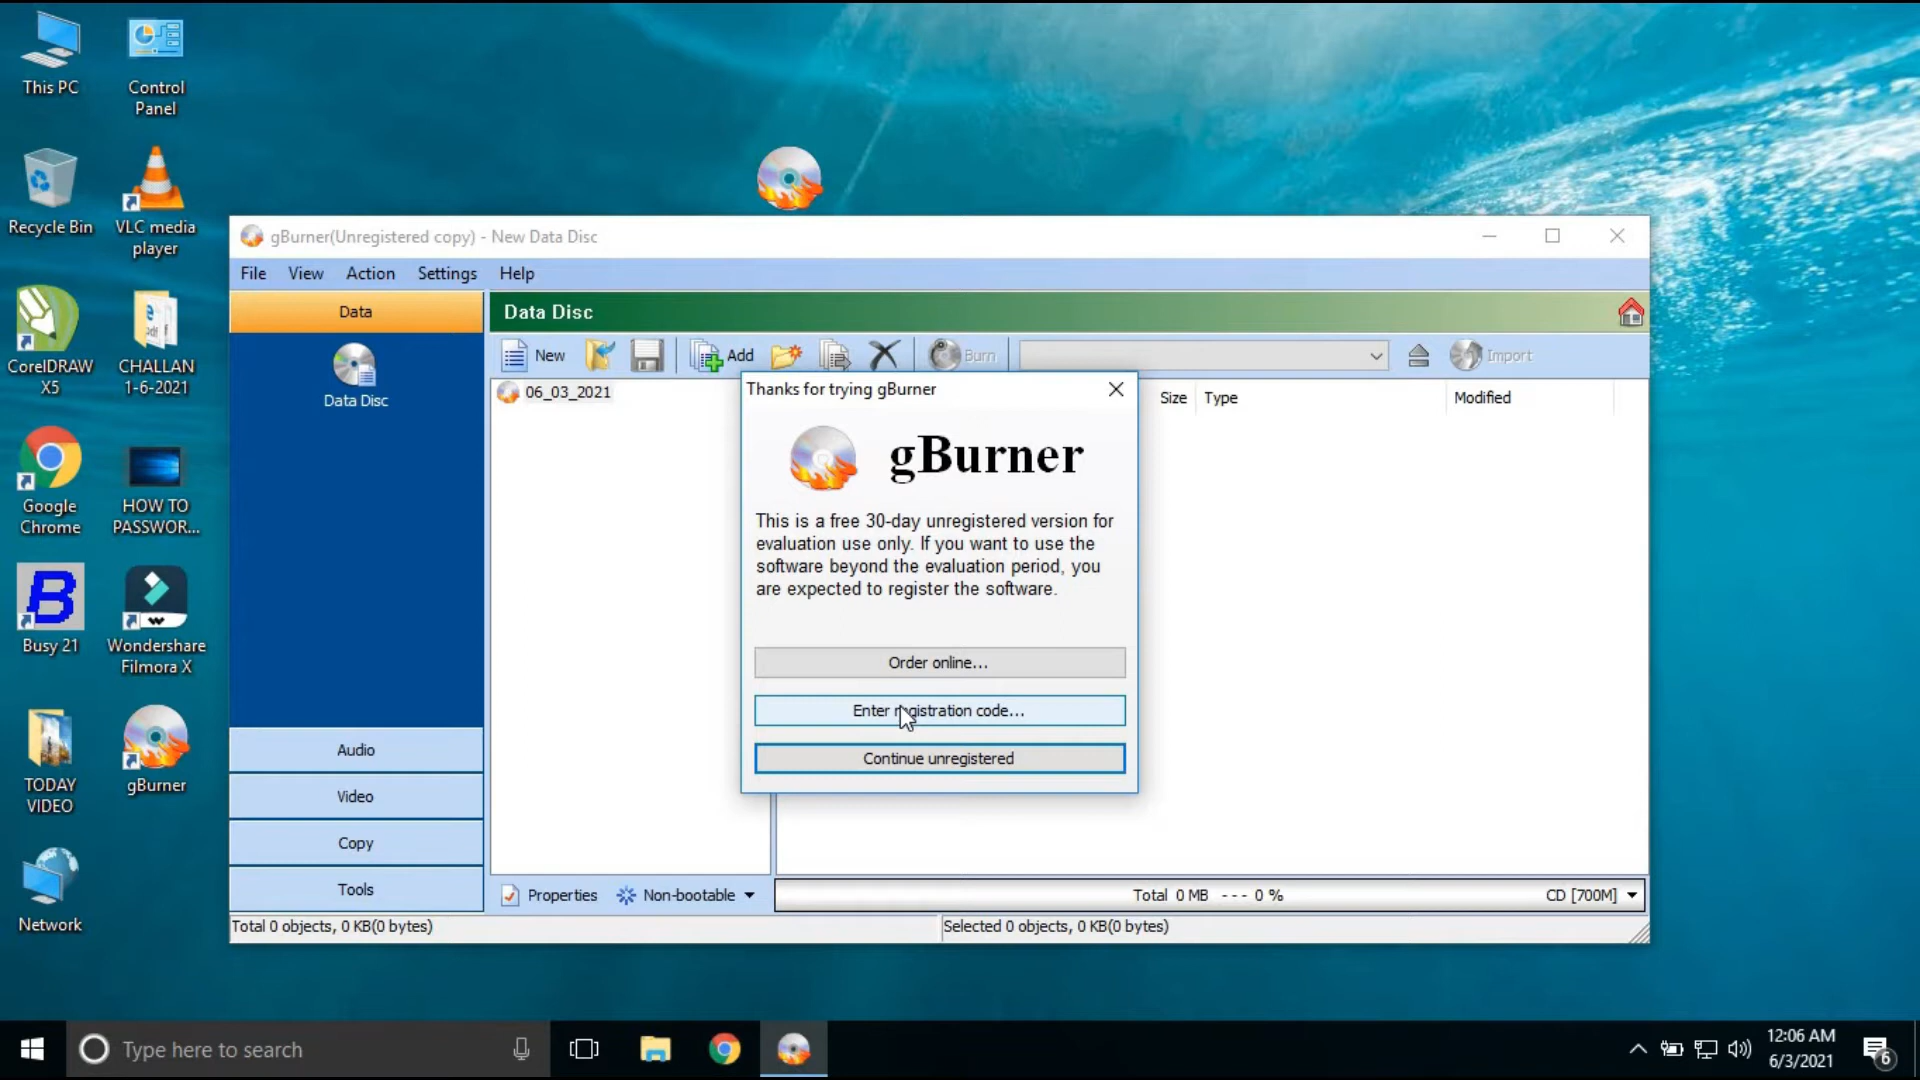 This PC
Control
Panel
Recycle Bin
VLC media
player
CorelDRAW
X5
CHALLAN
1-6-2021
Google
Chrome
HOW TO
PASSWOR...
Busy 21
Wondershare
Filmora X
TODAY
VIDEO
gBurner
Network
gBurner(Unregistered copy) - New Data Disc
File View Action Settings Help
Data
Data Disc
Data Disc
New Add Burn Import
06_03_2021
Size Type Modified
Thanks for trying gBurner
gBurner
This is a free 30-day unregistered version for
evaluation use only. If you want to use the
software beyond the evaluation period, you
are expected to register the software.
Order online...
Enter registration code...
Continue unregistered
Audio
Video
Copy
Tools
Properties Non-bootable Total 0 MB --- 0 % CD [700M]
Total 0 objects, 0 KB(0 bytes) Selected 0 objects, 0 KB(0 bytes)
Type here to search
12:06 AM
6/3/2021
6